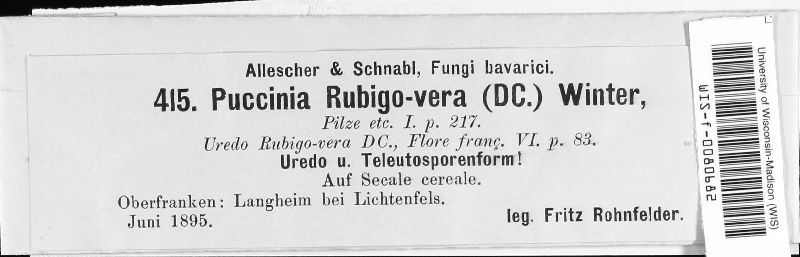 Allescher & Schnabl, Fungi bavarici.
415. Puccinia Rubigo-vera (DC.) Winter,
Pilze etc. I. p. 217.
Uredo Rubigo-vera DC., Flore franç. VI. p. 83.
Uredo u. Teleutosporenform!
Auf Secale cereale.
Oberfranken: Langheim bei Lichtenfels.
Juni 1895.
leg. Fritz Rohnfelder.
University of Wisconsin-Madison (WIS)
WIS-f-0080982